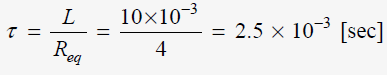 τ = L / R_eq = 10×10⁻³ / 4 = 2.5 × 10⁻³ [sec]